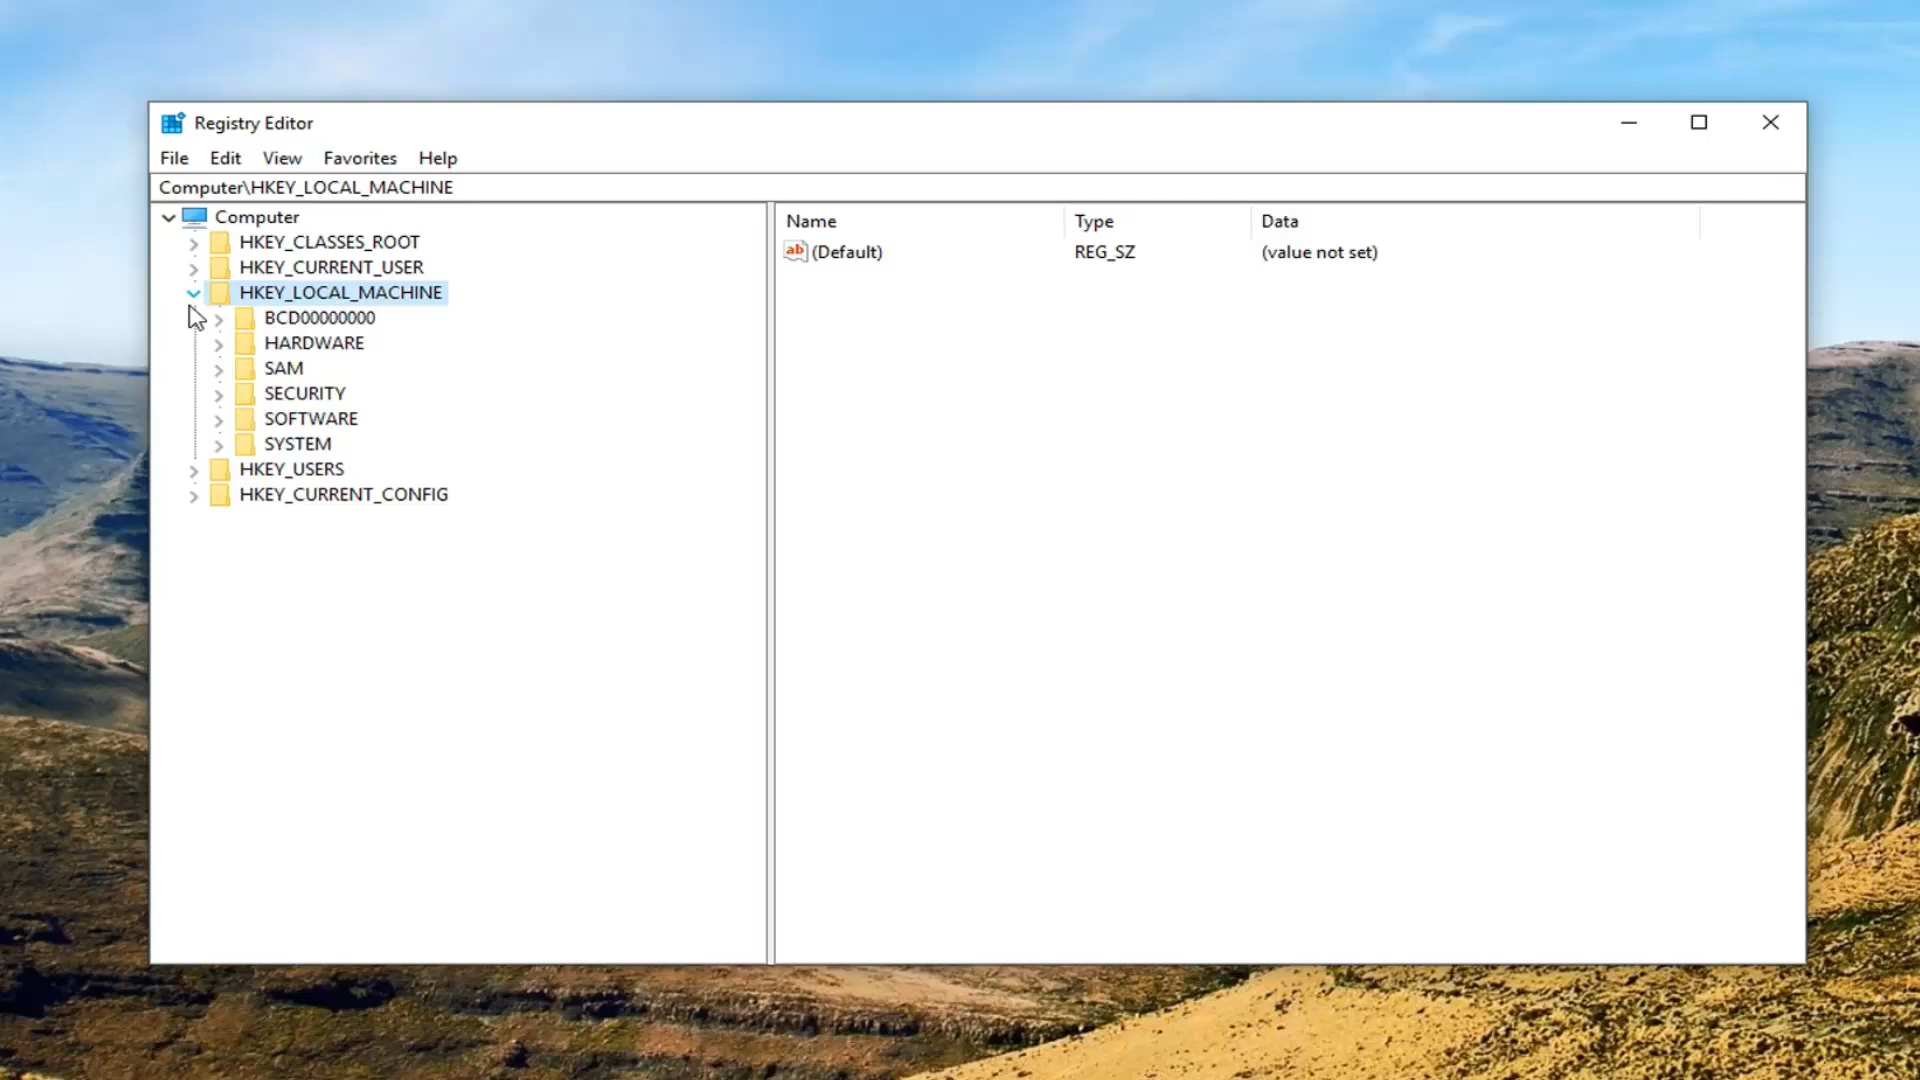 Registry Editor
File Edit View Favorites Help
Computer\HKEY_LOCAL_MACHINE
Computer
HKEY_CLASSES_ROOT
HKEY_CURRENT_USER
HKEY_LOCAL_MACHINE
BCD00000000
HARDWARE
SAM
SECURITY
SOFTWARE
SYSTEM
HKEY_USERS
HKEY_CURRENT_CONFIG
Name Type Data
ab (Default) REG_SZ (value not set)